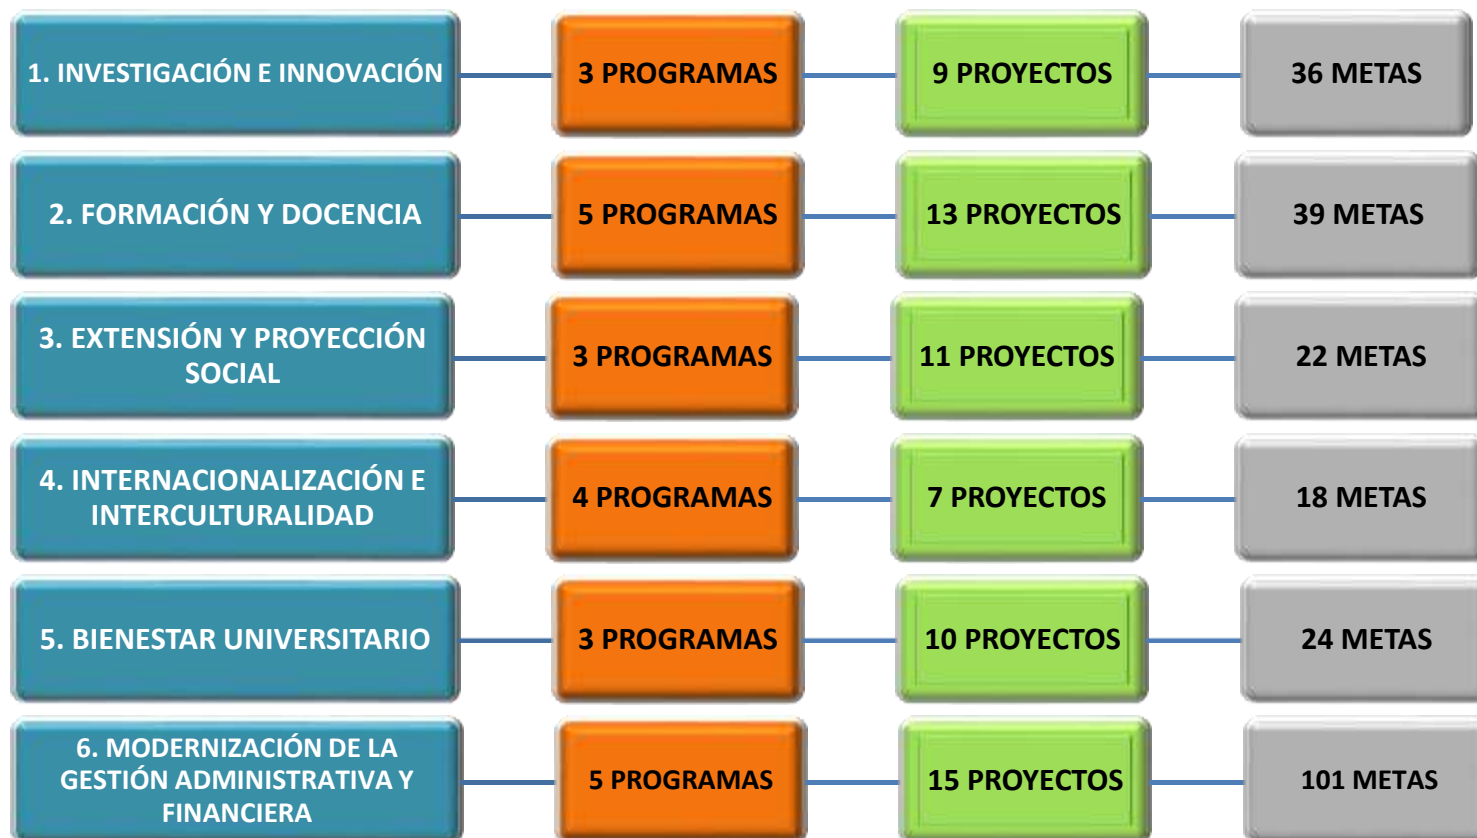 1. INVESTIGACIÓN E INNOVACIÓN
3 PROGRAMAS
9 PROYECTOS
36 METAS
2. FORMACIÓN Y DOCENCIA
5 PROGRAMAS
13 PROYECTOS
39 METAS
3. EXTENSIÓN Y PROYECCIÓN
SOCIAL
3 PROGRAMAS
11 PROYECTOS
22 METAS
4. INTERNACIONALIZACIÓN E
INTERCULTURALIDAD
4 PROGRAMAS
7 PROYECTOS
18 METAS
5. BIENESTAR UNIVERSITARIO
3 PROGRAMAS
10 PROYECTOS
24 METAS
6. MODERNIZACIÓN DE LA
GESTIÓN ADMINISTRATIVA Y
FINANCIERA
5 PROGRAMAS
15 PROYECTOS
101 METAS